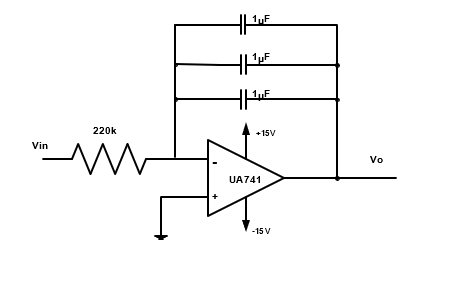 1μF
1μF
1μF
220k
+15V
Vin
-
Vo
UA741
+
-15V